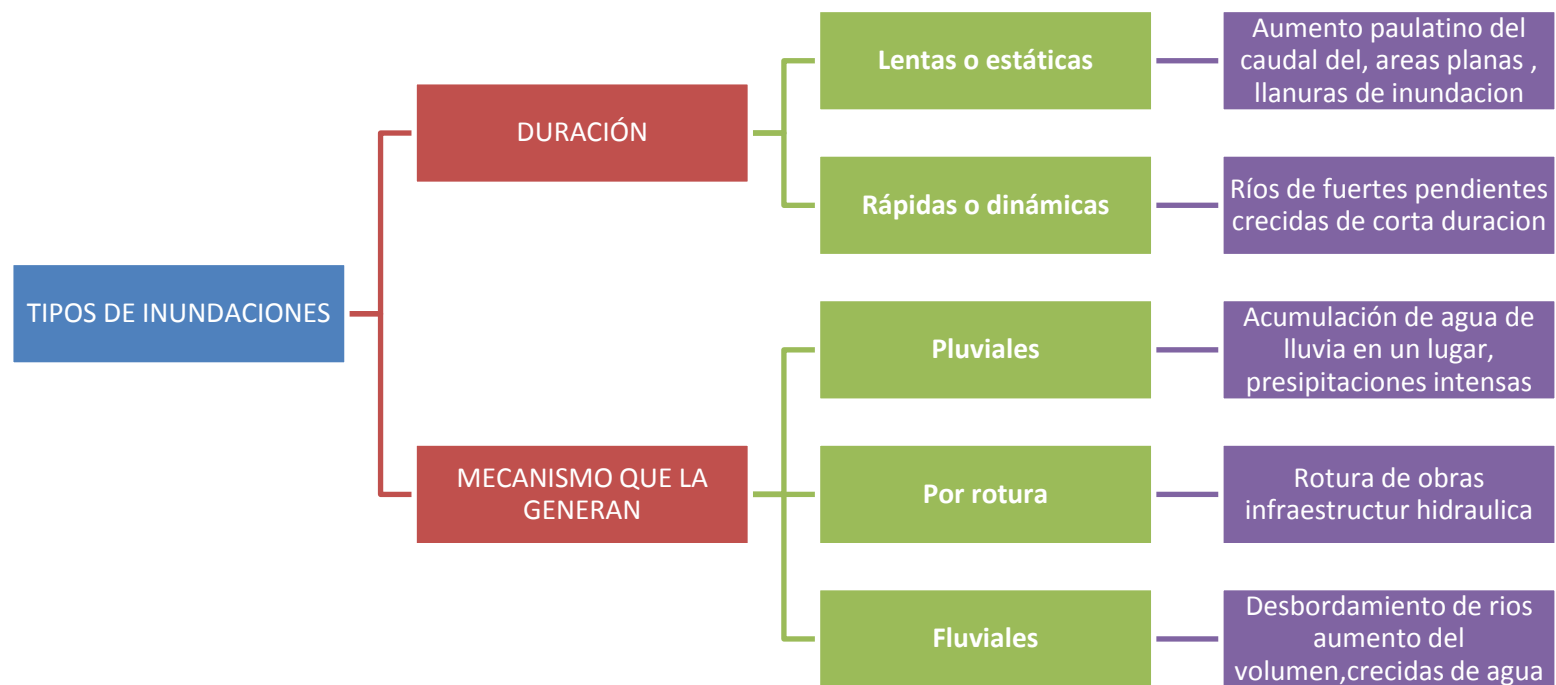 TIPOS DE INUNDACIONES
DURACIÓN
Lentas o estáticas
Aumento paulatino del
caudal del, areas planas ,
llanuras de inundacion
Rápidas o dinámicas
Ríos de fuertes pendientes
crecidas de corta duracion
MECANISMO QUE LA
GENERAN
Pluviales
Acumulación de agua de
lluvia en un lugar,
presipitaciones intensas
Por rotura
Rotura de obras
infraestructur hidraulica
Fluviales
Desbordamiento de rios
aumento del
volumen,crecidas de agua